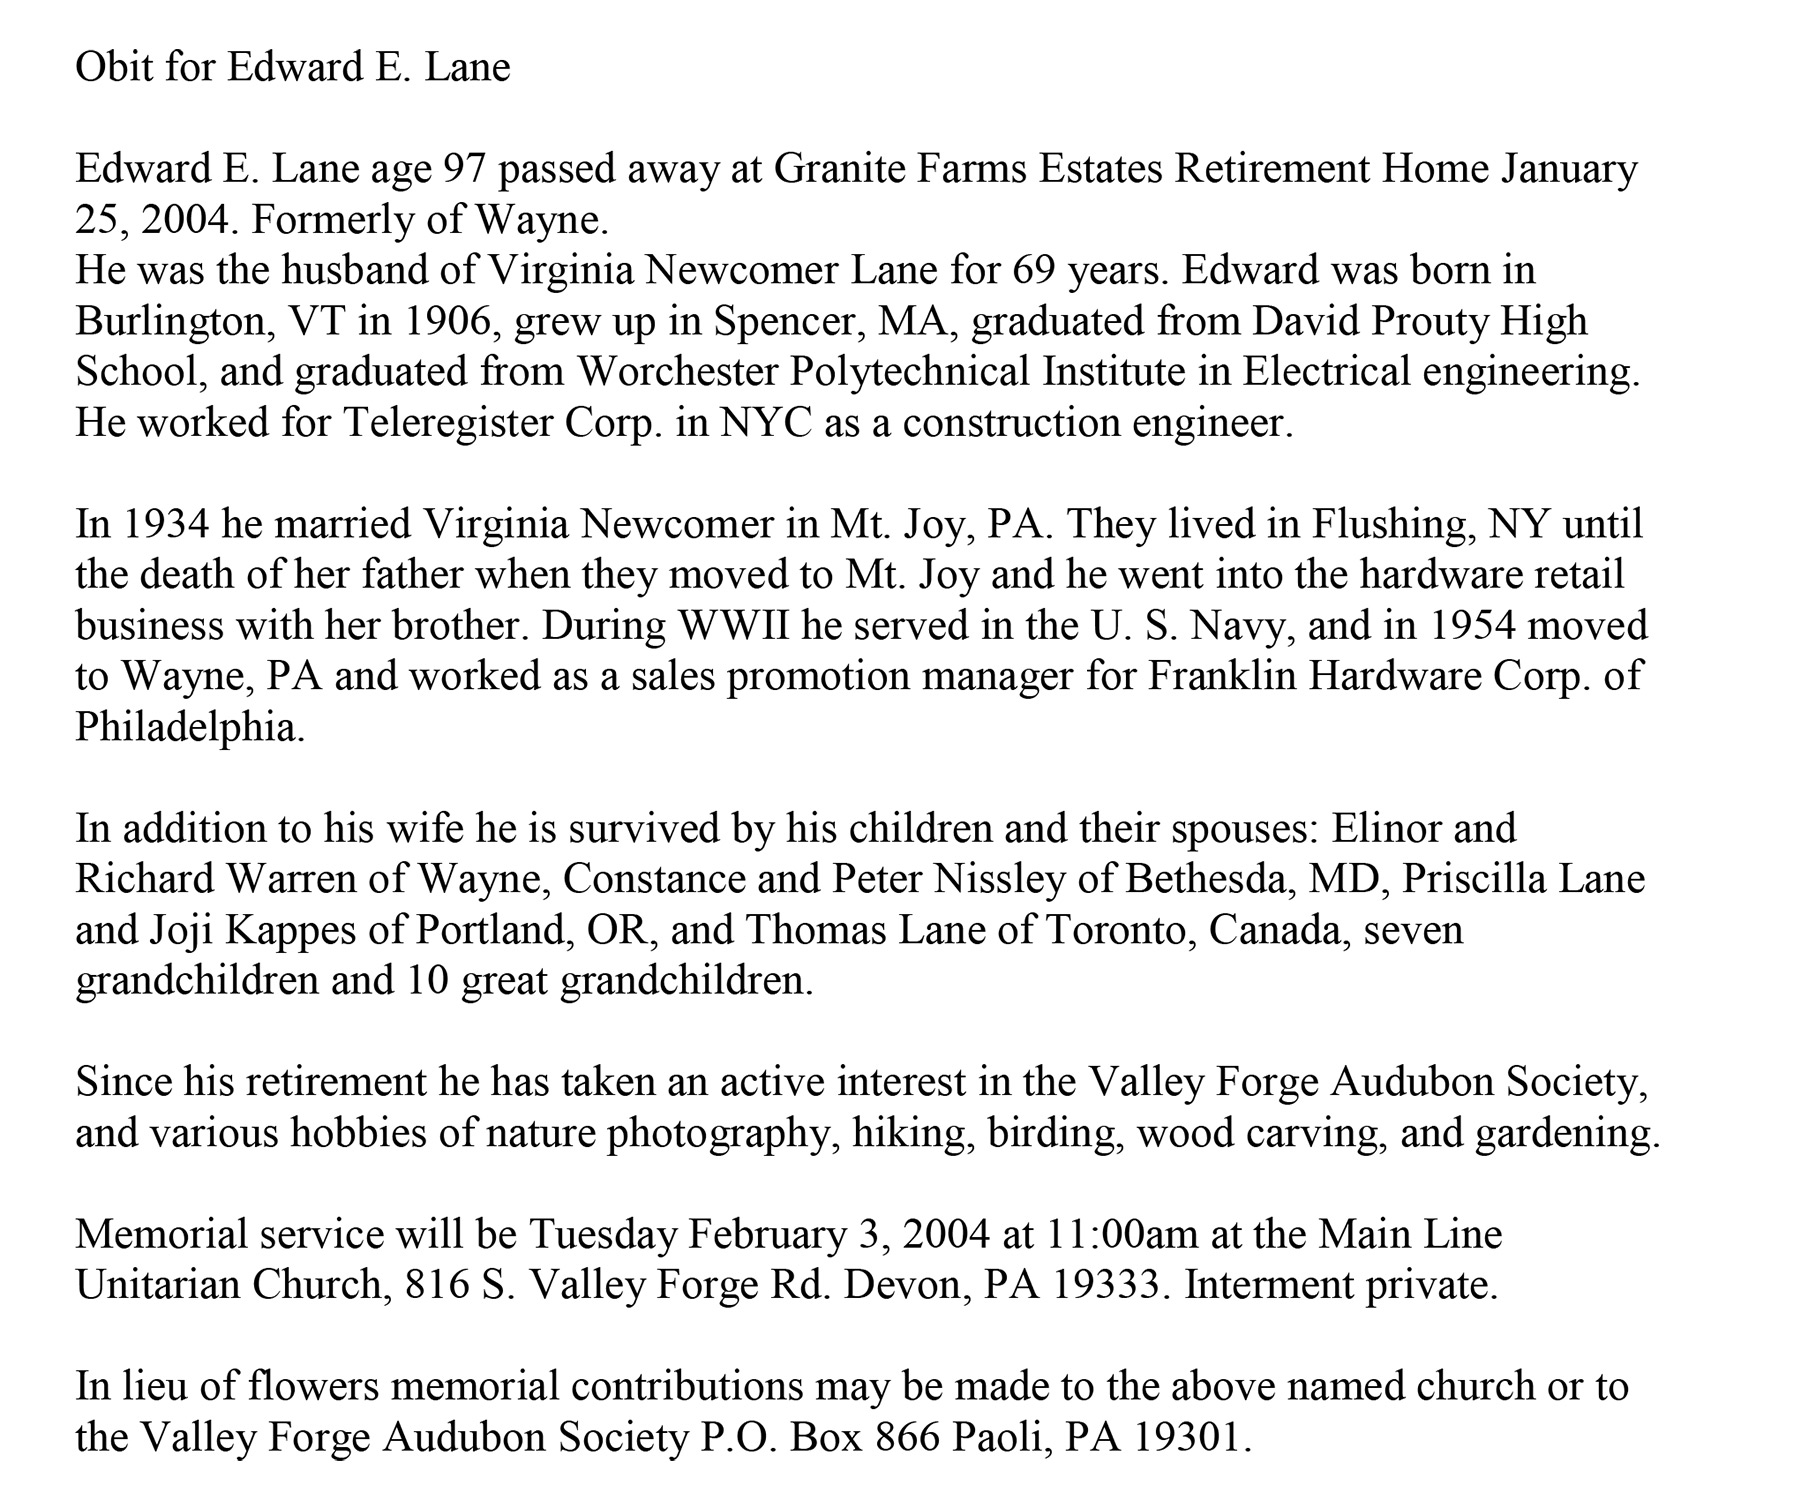 Obit for Edward E. Lane
Edward E. Lane age 97 passed away at Granite Farms Estates Retirement Home January
25, 2004. Formerly of Wayne.
He was the husband of Virginia Newcomer Lane for 69 years. Edward was born in
Burlington, VT in 1906, grew up in Spencer, MA, graduated from David Prouty High
School, and graduated from Worchester Polytechnical Institute in Electrical engineering.
He worked for Teleregister Corp. in NYC as a construction engineer.
In 1934 he married Virginia Newcomer in Mt. Joy, PA. They lived in Flushing, NY until
the death of her father when they moved to Mt. Joy and he went into the hardware retail
business with her brother. During WWII he served in the U. S. Navy, and in 1954 moved
to Wayne, PA and worked as a sales promotion manager for Franklin Hardware Corp. of
Philadelphia.
In addition to his wife he is survived by his children and their spouses: Elinor and
Richard Warren of Wayne, Constance and Peter Nissley of Bethesda, MD, Priscilla Lane
and Joji Kappes of Portland, OR, and Thomas Lane of Toronto, Canada, seven
grandchildren and 10 great grandchildren.
Since his retirement he has taken an active interest in the Valley Forge Audubon Society,
and various hobbies of nature photography, hiking, birding, wood carving, and gardening.
Memorial service will be Tuesday February 3, 2004 at 11:00am at the Main Line
Unitarian Church, 816 S. Valley Forge Rd. Devon, PA 19333. Interment private.
In lieu of flowers memorial contributions may be made to the above named church or to
the Valley Forge Audubon Society P.O. Box 866 Paoli, PA 19301.